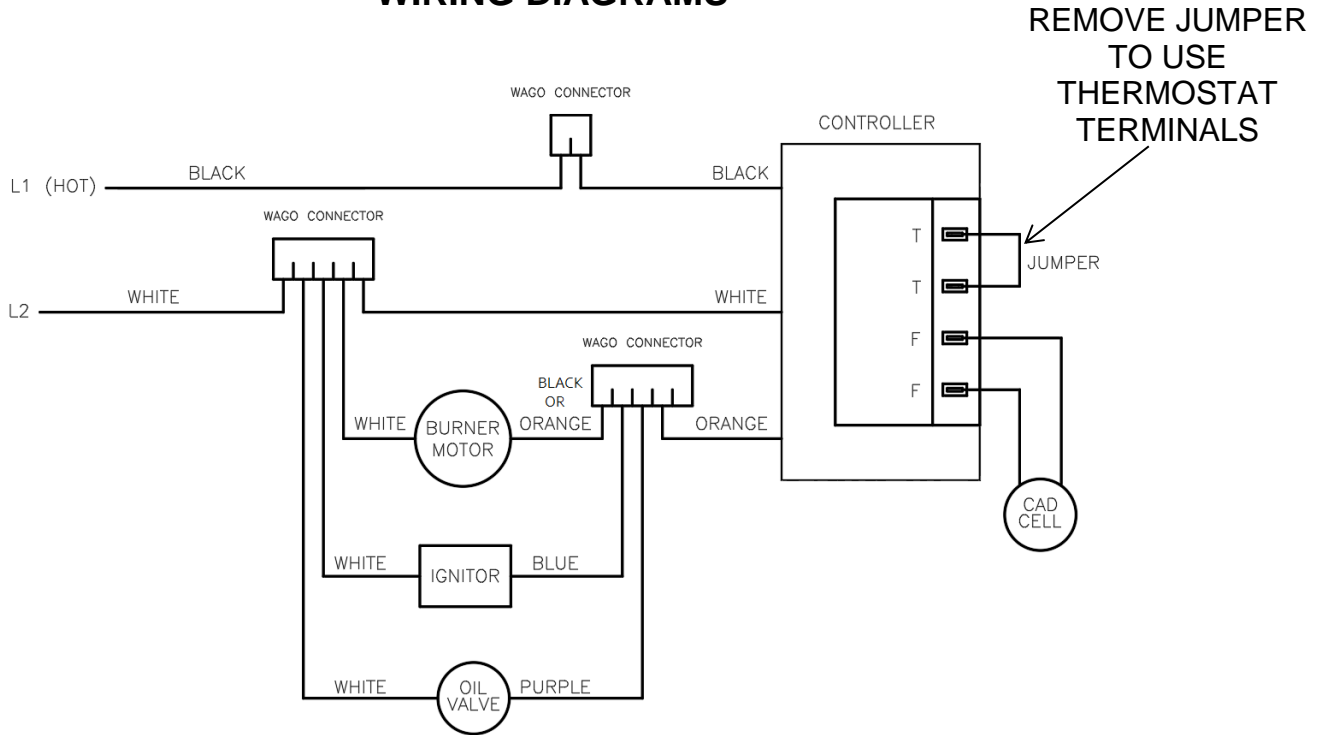 WIRING DIAGRAMS
REMOVE JUMPER
TO USE
THERMOSTAT
TERMINALS
WAGO CONNECTOR
CONTROLLER
L1 (HOT)
BLACK
BLACK
WAGO CONNECTOR
T
JUMPER
T
L2
WHITE
WHITE
WAGO CONNECTOR
F
BLACK
OR
F
WHITE
BURNER
MOTOR
ORANGE
ORANGE
CAD
CELL
WHITE
IGNITOR
BLUE
WHITE
OIL
VALVE
PURPLE